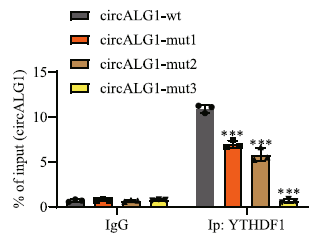 circALG1-wt
circALG1-mut1
circALG1-mut2
circALG1-mut3
% of input (circALG1)
15
10
5
0
***
***
***
IgG
Ip: YTHDF1